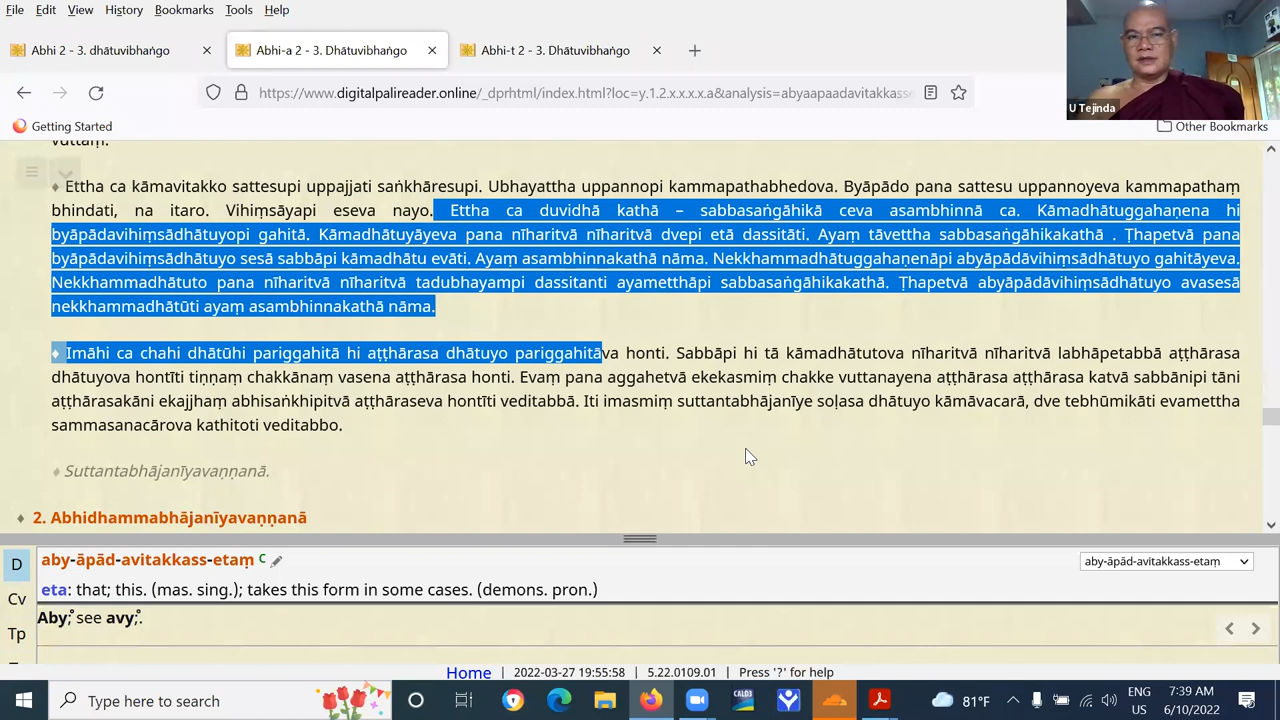 File Edit View History Bookmarks Tools Help
Abhi 2 - 3. dhātuvibhaṅgo
Abhi-a 2 - 3. Dhātuvibhaṅgo
Abhi-t 2 - 3. Dhātuvibhaṅgo
https://www.digitalpalireader.online/_dprhtml/index.html?loc=y.1.2.x.x.x.x.a&analysis=abyaapaadavitakkasse
U Tejinda
Getting Started
Other Bookmarks
vuttaṃ.
♦ Ettha ca kāmavitakko sattesupi uppajjati saṅkhāresupi. Ubhayattha uppannopi kammapathabhedova. Byāpādo pana sattesu uppannoyeva kammapathaṃ
bhindati, na itaro. Vihiṃsāyapi eseva nayo. Ettha ca duvidhā kathā – sabbasaṅgāhikā ceva asambhinnā ca. Kāmadhātuggahaṇena hi
byāpādavihiṃsādhātuyopi gahitā. Kāmadhātuyāyeva pana nīharitvā nīharitvā dvepi etā dassitāti. Ayaṃ tāvettha sabbasaṅgāhikakathā . Ṭhapetvā pana
byāpādavihiṃsādhātuyo sesā sabbāpi kāmadhātu evāti. Ayaṃ asambhinnakathā nāma. Nekkhammadhātuggahaṇenāpi abyāpādāvihiṃsādhātuyo gahitāyeva.
Nekkhammadhātuto pana nīharitvā nīharitvā tadubhayampi dassitanti ayametthāpi sabbasaṅgāhikakathā. Ṭhapetvā abyāpādāvihiṃsādhātuyo avasesā
nekkhammadhātūti ayaṃ asambhinnakathā nāma.
♦ Imāhi ca chahi dhātūhi pariggahitā hi aṭṭhārasa dhātuyo pariggahitāva honti. Sabbāpi hi tā kāmadhātutova nīharitvā nīharitvā labhāpetabbā aṭṭhārasa
dhātuyova hontīti tiṇṇaṃ chakkānaṃ vasena aṭṭhārasa honti. Evaṃ pana aggahetvā ekekasmiṃ chakke vuttanayena aṭṭhārasa aṭṭhārasa katvā sabbānipi tāni
aṭṭhārasakāni ekajjhaṃ abhisaṅkhipitvā aṭṭhāraseva hontīti veditabbā. Iti imasmiṃ suttantabhājanīye soḷasa dhātuyo kāmāvacarā, dve tebhūmikāti evamettha
sammasanacārova kathitoti veditabbo.
♦ Suttantabhājanīyavaṇṇanā.
♦ 2. Abhidhammabhājanīyavaṇṇanā
D
aby-āpād-avitakkass-etaṃ C
aby-āpād-avitakkass-etaṃ
eta: that; this. (mas. sing.); takes this form in some cases. (demons. pron.)
Cv
Aby,° see avy,°.
Tp
Home | 2022-03-27 19:55:58 | 5.22.0109.01 | Press '?' for help
Type here to search
CALD3
81°F
ENG
US
7:39 AM
6/10/2022